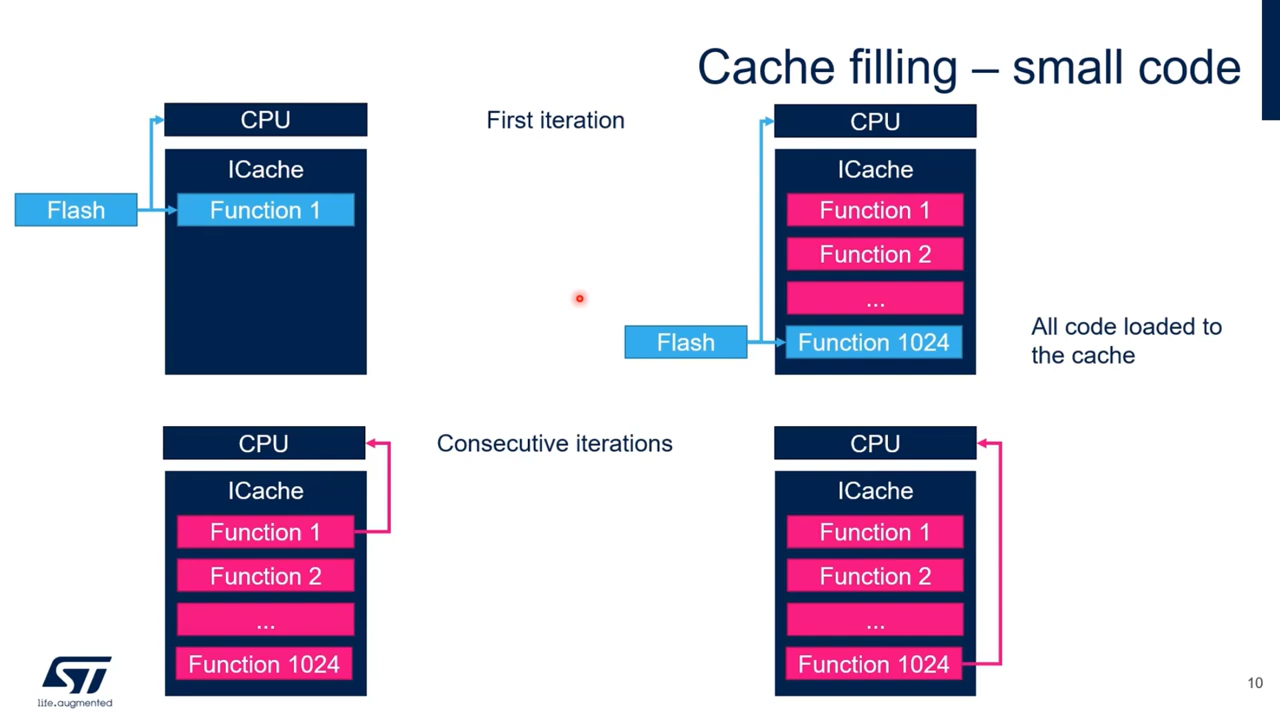 Cache filling – small code
CPU
First iteration
CPU
ICache
ICache
Flash
Function 1
Function 1
Function 2
...
Flash
Function 1024
All code loaded to
the cache
CPU
Consecutive iterations
CPU
ICache
ICache
Function 1
Function 1
Function 2
Function 2
...
...
Function 1024
Function 1024
ST
life.augmented
10